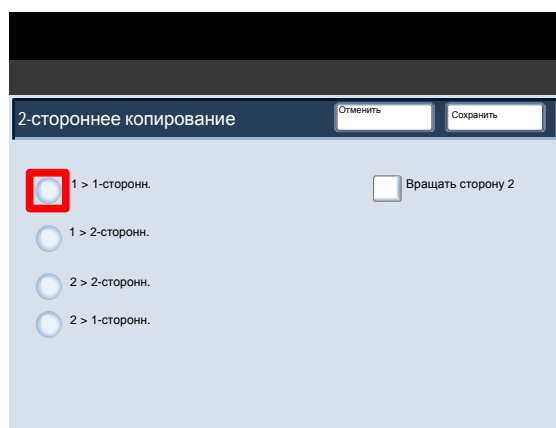 2-стороннее копирование
Отменить
Сохранить
1 > 1-сторонн.
Вращать сторону 2
1 > 2-сторонн.
2 > 2-сторонн.
2 > 1-сторонн.